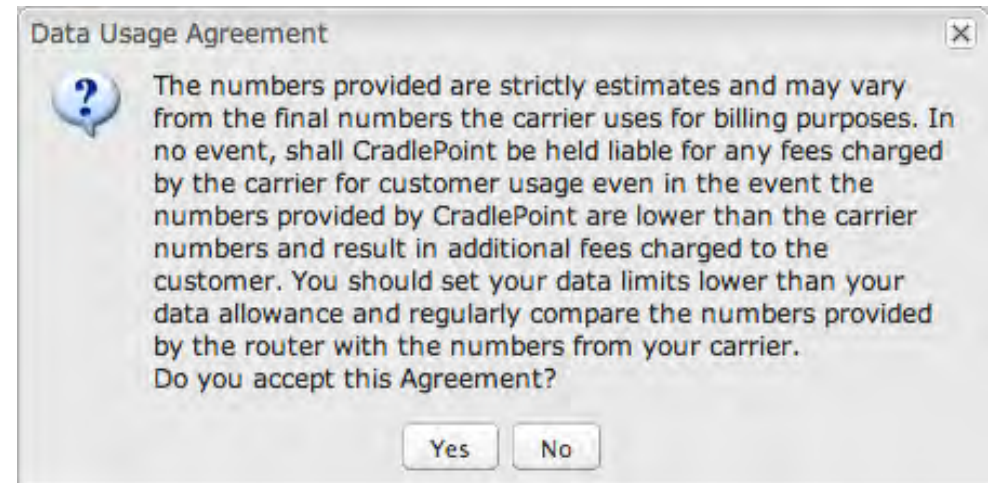 Data Usage Agreement
The numbers provided are strictly estimates and may vary
from the final numbers the carrier uses for billing purposes. In
no event, shall CradlePoint be held liable for any fees charged
by the carrier for customer usage even in the event the
numbers provided by CradlePoint are lower than the carrier
numbers and result in additional fees charged to the
customer. You should set your data limits lower than your
data allowance and regularly compare the numbers provided
by the router with the numbers from your carrier.
Do you accept this Agreement?
Yes No